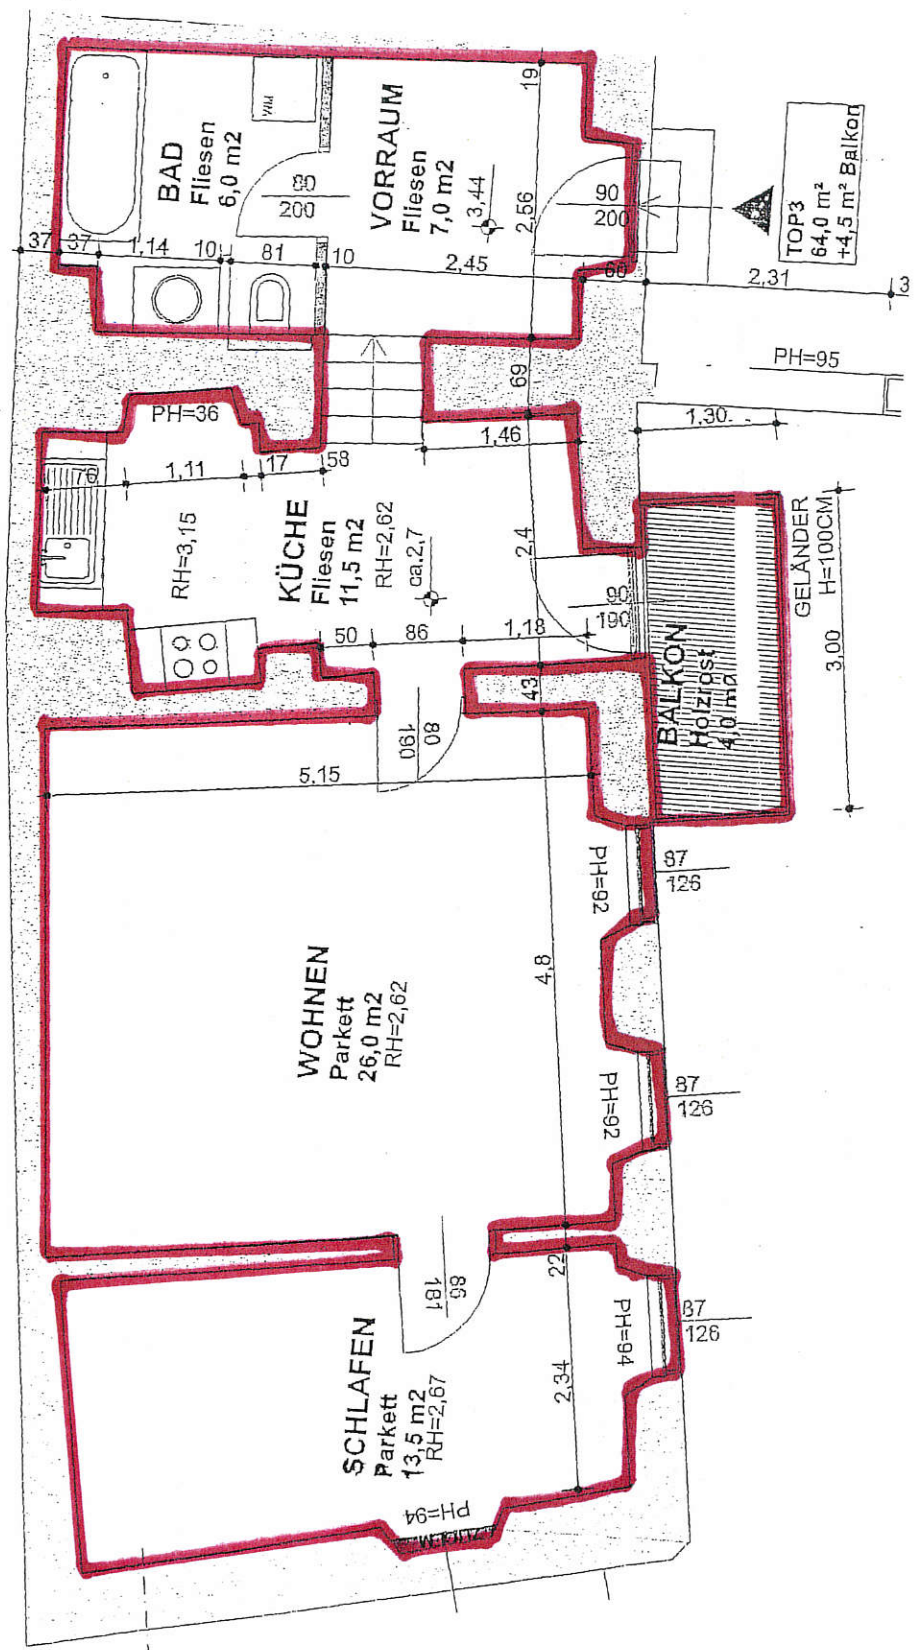 BAD
Fliesen
6,0 m2
WM
80
200
VORRAUM
Fliesen
7,0 m2
3,44
19
2,56
90
200
TOP3
64,0 m²
+4,5 m² Balkon
37
37
1,14
10
81
10
2,45
68
2,31
3
PH=95
69
PH=36
76
1,11
17
58
1,46
1,30
RH=3,15
KÜCHE
Fliesen
11,5 m2
RH=2,62
ca.2,7
2,4
90
190
50
86
1,18
43
80
190
BALKON
Holzrost
4,0 m2
GELÄNDER
H=100CM
3,00
5,15
PH=92
87
126
WOHNEN
Parkett
26,0 m2
RH=2,62
4,8
PH=92
87
126
86
181
22
PH=94
87
126
SCHLAFEN
Parkett
13,5 m2
RH=2,67
2,34
PH=94